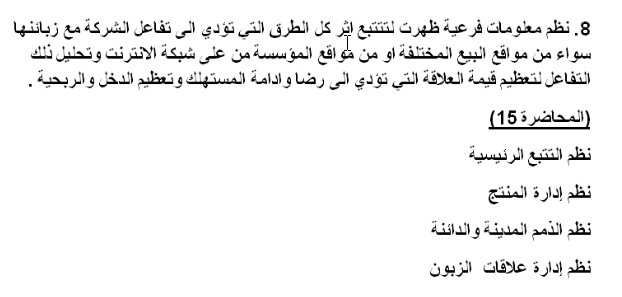 8. نظم معلومات فرعية ظهرت لتتتبع اثر كل الطرق التي تؤدي الى تفاعل الشركة مع زبائنها
سواء من مواقع البيع المختلفة او من مواقع المؤسسة من على شبكة الانترنت وتحليل ذلك
التفاعل لتعظيم قيمة العلاقة التي تؤدي الى رضا وادامة المستهلك وتعظيم الدخل والربحية .
(المحاضرة 15)
نظم التتبع الرئيسية
نظم إدارة المنتج
نظم الذمم المدينة والدائنة
نظم إدارة علاقات الزبون